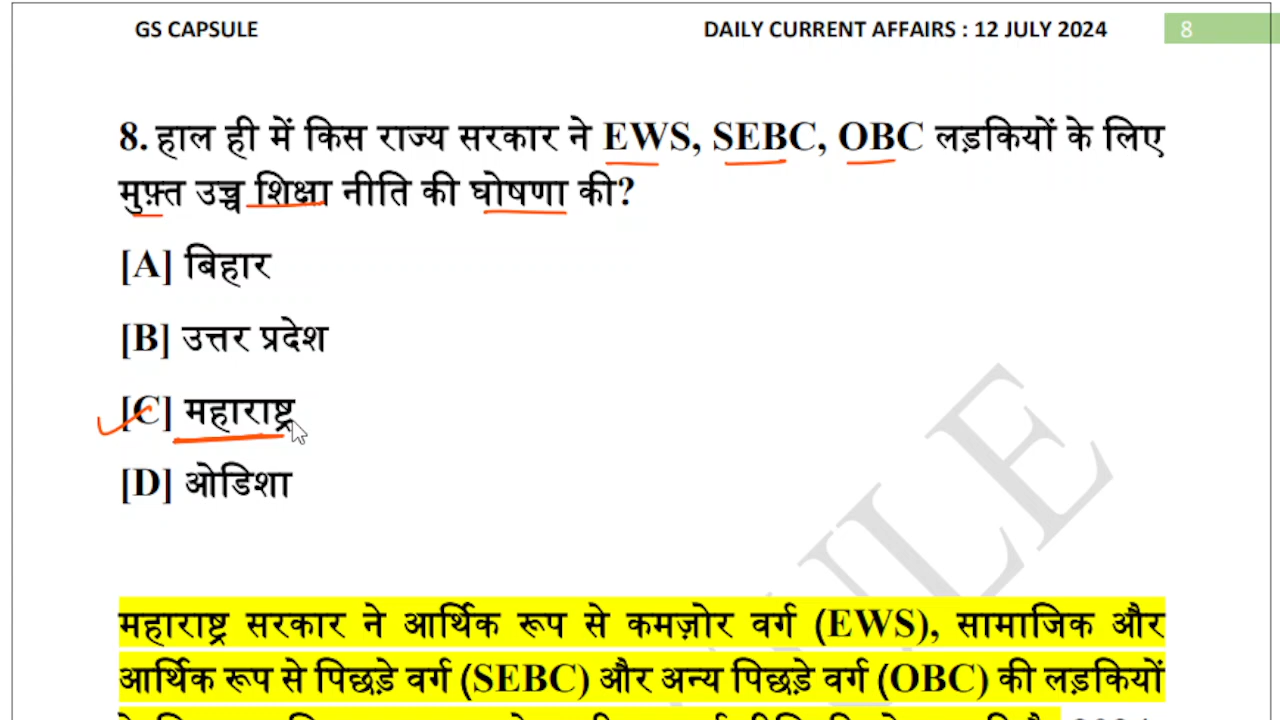 GS CAPSULE DAILY CURRENT AFFAIRS : 12 JULY 2024 8
8. हाल ही में किस राज्य सरकार ने EWS, SEBC, OBC लड़कियों के लिए
मुफ़्त उच्च शिक्षा नीति की घोषणा की?
[A] बिहार
[B] उत्तर प्रदेश
[C] महाराष्ट्र
[D] ओडिशा
महाराष्ट्र सरकार ने आर्थिक रूप से कमज़ोर वर्ग (EWS), सामाजिक और
आर्थिक रूप से पिछड़े वर्ग (SEBC) और अन्य पिछड़े वर्ग (OBC) की लड़कियों